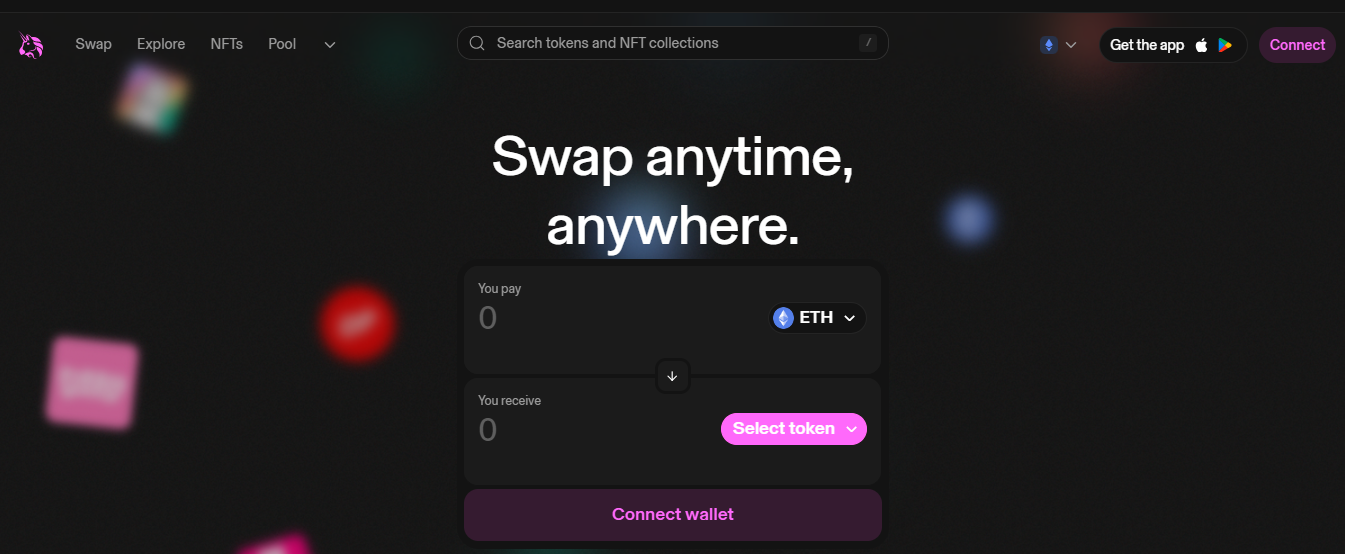 Swap
Explore
NFTs
Pool
Search tokens and NFT collections
/
Get the app
Connect
Swap anytime,
anywhere.
You pay
0
ETH
You receive
0
Select token
Connect wallet